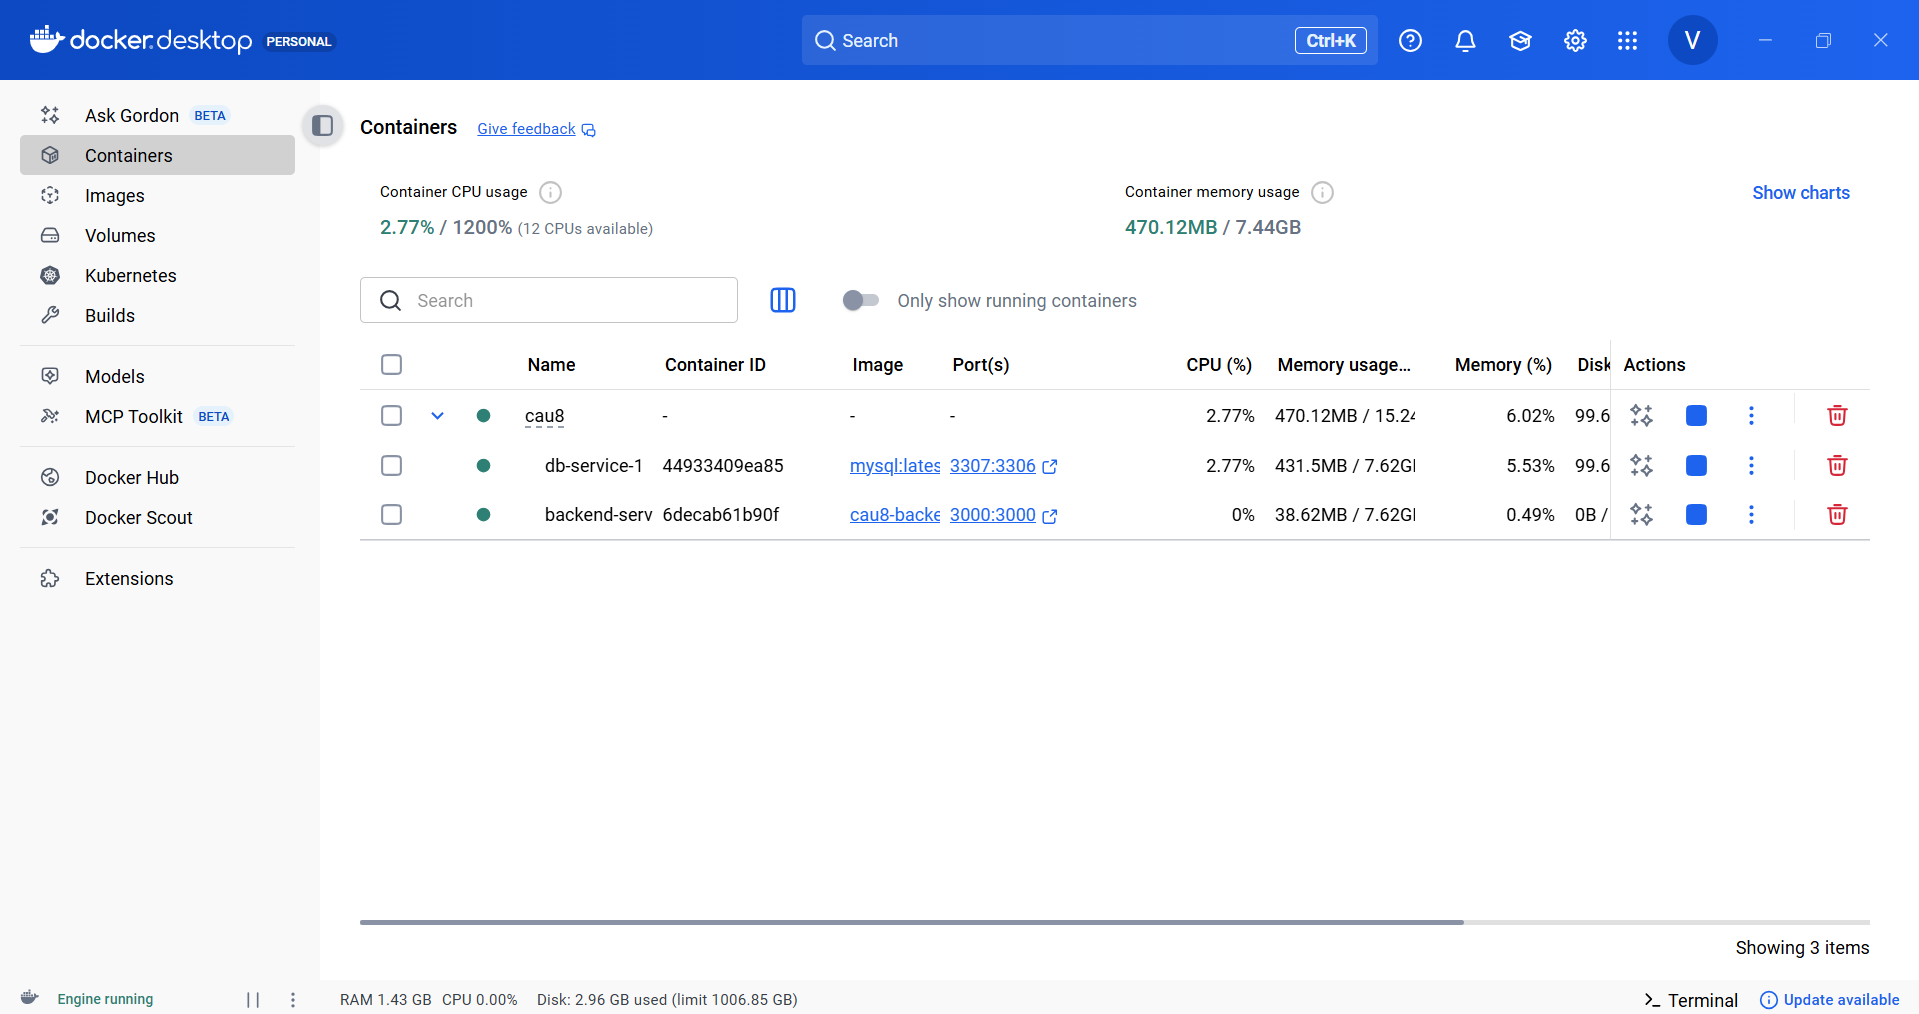 docker.desktop PERSONAL
Search Ctrl+K
V
Ask Gordon BETA
Containers
Images
Volumes
Kubernetes
Builds
Models
MCP Toolkit BETA
Docker Hub
Docker Scout
Extensions
Containers Give feedback
Container CPU usage
2.77% / 1200% (12 CPUs available)
Container memory usage
470.12MB / 7.44GB
Show charts
Search
Only show running containers
Name Container ID Image Port(s) CPU (%) Memory usage... Memory (%) Disk Actions
cau8 - - - 2.77% 470.12MB / 15.24 6.02% 99.6
db-service-1 44933409ea85 mysql:lates 3307:3306 2.77% 431.5MB / 7.62GI 5.53% 99.6
backend-serv 6decab61b90f cau8-backe 3000:3000 0% 38.62MB / 7.62GI 0.49% 0B /
Showing 3 items
Engine running
RAM 1.43 GB CPU 0.00% Disk: 2.96 GB used (limit 1006.85 GB)
Terminal
Update available